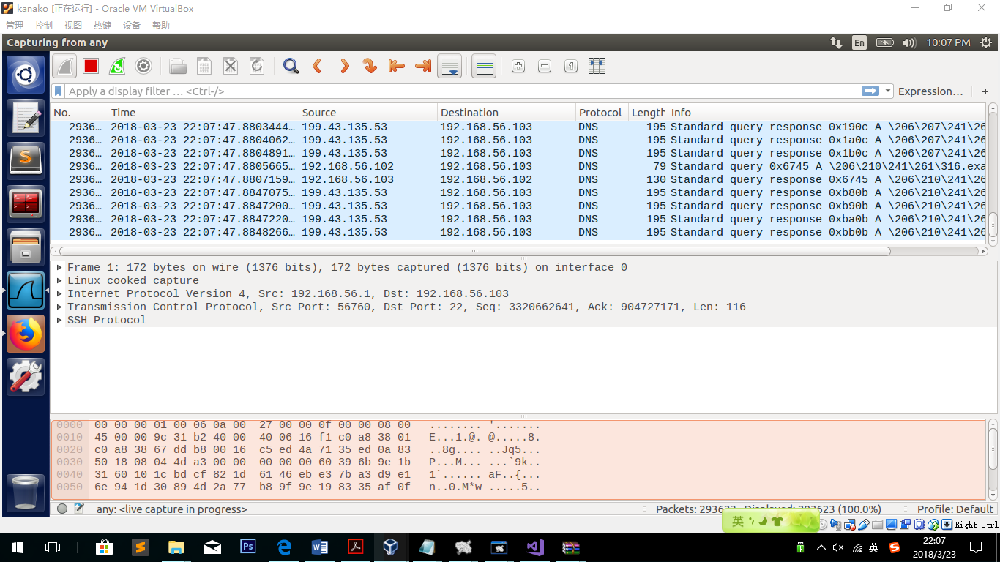 kanako [正在运行] - Oracle VM VirtualBox
管理 控制 视图 热键 设备 帮助
Capturing from any En 10:07 PM
Apply a display filter … <Ctrl-/> Expression… +
No. Time Source Destination Protocol Length Info
2936… 2018-03-23 22:07:47.8803444… 199.43.135.53 192.168.56.103 DNS 195 Standard query response 0x190c A \206\207\241\26
2936… 2018-03-23 22:07:47.8804062… 199.43.135.53 192.168.56.103 DNS 195 Standard query response 0x1a0c A \206\207\241\26
2936… 2018-03-23 22:07:47.8804891… 199.43.135.53 192.168.56.103 DNS 195 Standard query response 0x1b0c A \206\207\241\26
2936… 2018-03-23 22:07:47.8805665… 192.168.56.102 192.168.56.103 DNS 79 Standard query 0x6745 A \206\210\241\261\316.exa
2936… 2018-03-23 22:07:47.8807159… 192.168.56.103 192.168.56.102 DNS 130 Standard query response 0x6745 A \206\210\241\26
2936… 2018-03-23 22:07:47.8847075… 199.43.135.53 192.168.56.103 DNS 195 Standard query response 0xb80b A \206\210\241\26
2936… 2018-03-23 22:07:47.8847200… 199.43.135.53 192.168.56.103 DNS 195 Standard query response 0xb90b A \206\210\241\26
2936… 2018-03-23 22:07:47.8847220… 199.43.135.53 192.168.56.103 DNS 195 Standard query response 0xba0b A \206\210\241\26
2936… 2018-03-23 22:07:47.8848266… 199.43.135.53 192.168.56.103 DNS 195 Standard query response 0xbb0b A \206\210\241\26
Frame 1: 172 bytes on wire (1376 bits), 172 bytes captured (1376 bits) on interface 0
Linux cooked capture
Internet Protocol Version 4, Src: 192.168.56.1, Dst: 192.168.56.103
Transmission Control Protocol, Src Port: 56760, Dst Port: 22, Seq: 3320662641, Ack: 904727171, Len: 116
SSH Protocol
0000 00 00 00 01 00 06 0a 00 27 00 00 0f 00 00 08 00 ........ '.......
0010 45 00 00 9c 31 b2 40 00 40 06 16 f1 c0 a8 38 01 E...1.@. @.....8.
0020 c0 a8 38 67 dd b8 00 16 c5 ed 4a 71 35 ed 0a 83 ..8g.... ..Jq5...
0030 50 18 08 04 4d a3 00 00 00 00 00 60 39 6b 9e 1b P...M... ...`9k..
0040 31 60 10 1c bd cf 82 1d 61 46 eb e3 7b a3 d9 e1 1`...... aF..{...
0050 6e 94 1d 30 89 4d 2a 77 b8 9f 9e 19 83 35 af 0f n..0.M*w .....5..
any: <live capture in progress> Packets: 293623 Displayed: 293623 (100.0%) Profile: Default
英
Right Ctrl
Ps 英 22:07
2018/3/23